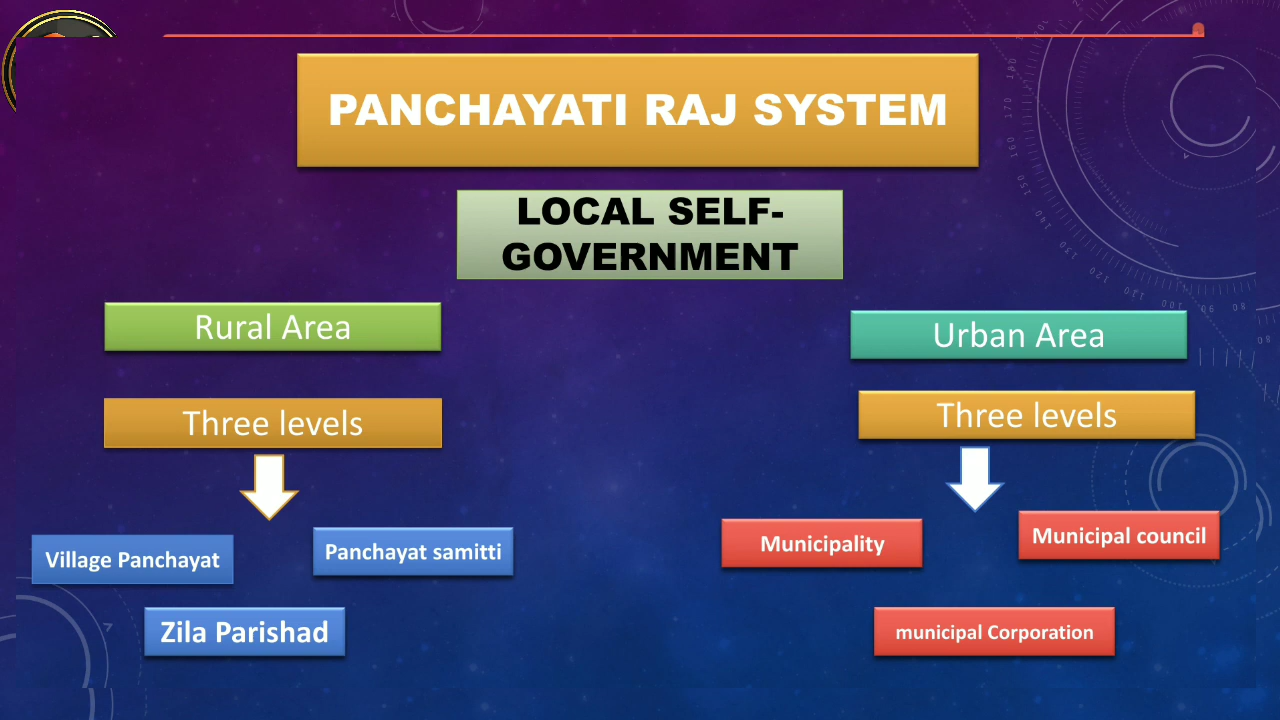 PANCHAYATI RAJ SYSTEM
LOCAL SELF-
GOVERNMENT
Rural Area
Urban Area
Three levels
Three levels
Village Panchayat
Panchayat samitti
Municipality
Municipal council
Zila Parishad
municipal Corporation